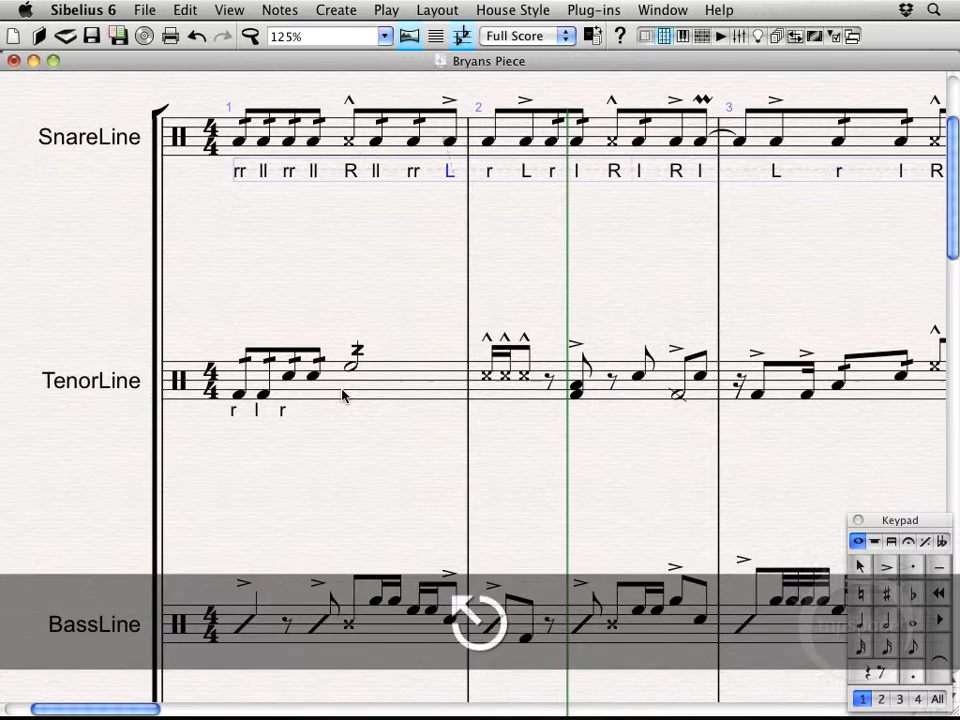 Sibelius 6 File Edit View Notes Create Play Layout House Style Plug-ins Window Help
125% Full Score
Bryans Piece
1 2 3
SnareLine
rr ll rr ll R ll rr L r L r l R l R l L r l R
TenorLine
r l r
BassLine
Keypad
1 2 3 4 All